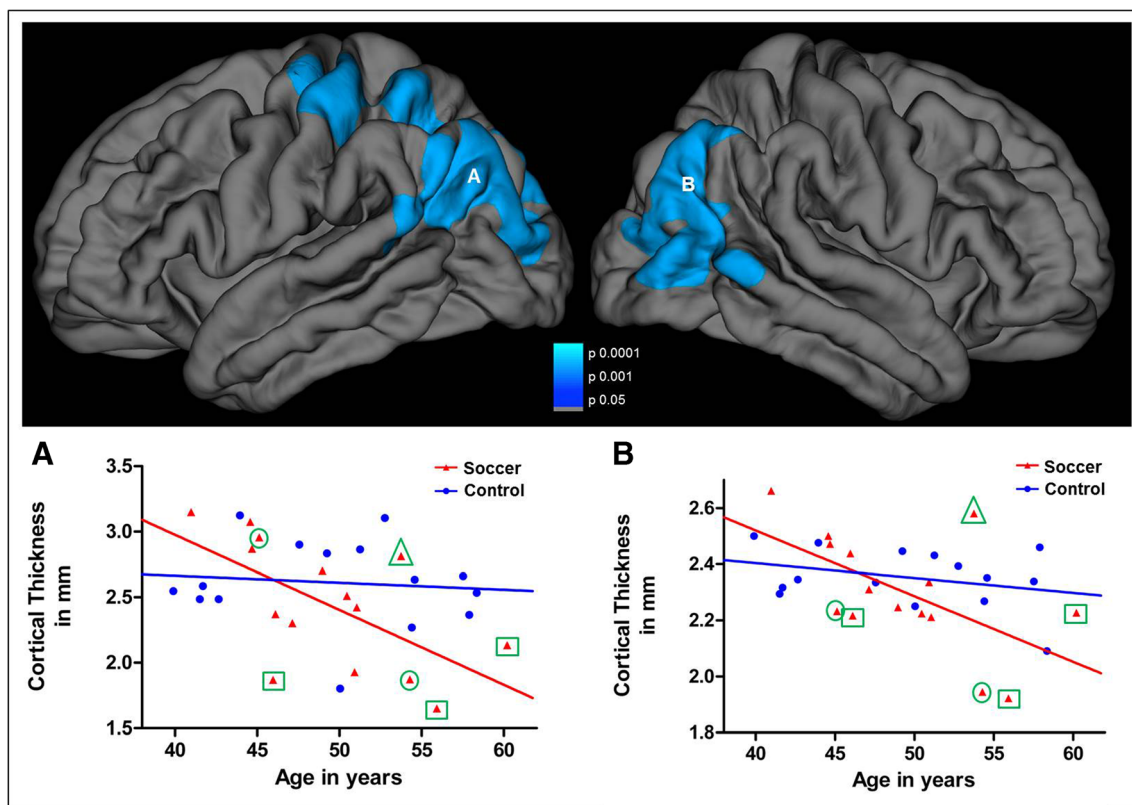 A
B
p 0.0001
p 0.001
p 0.05
A
Soccer
Control
3.5
3.0
2.5
2.0
1.5
Cortical Thickness
in mm
40 45 50 55 60
Age in years
B
Soccer
Control
2.6
2.4
2.2
2.0
1.8
Cortical Thickness
in mm
40 45 50 55 60
Age in years